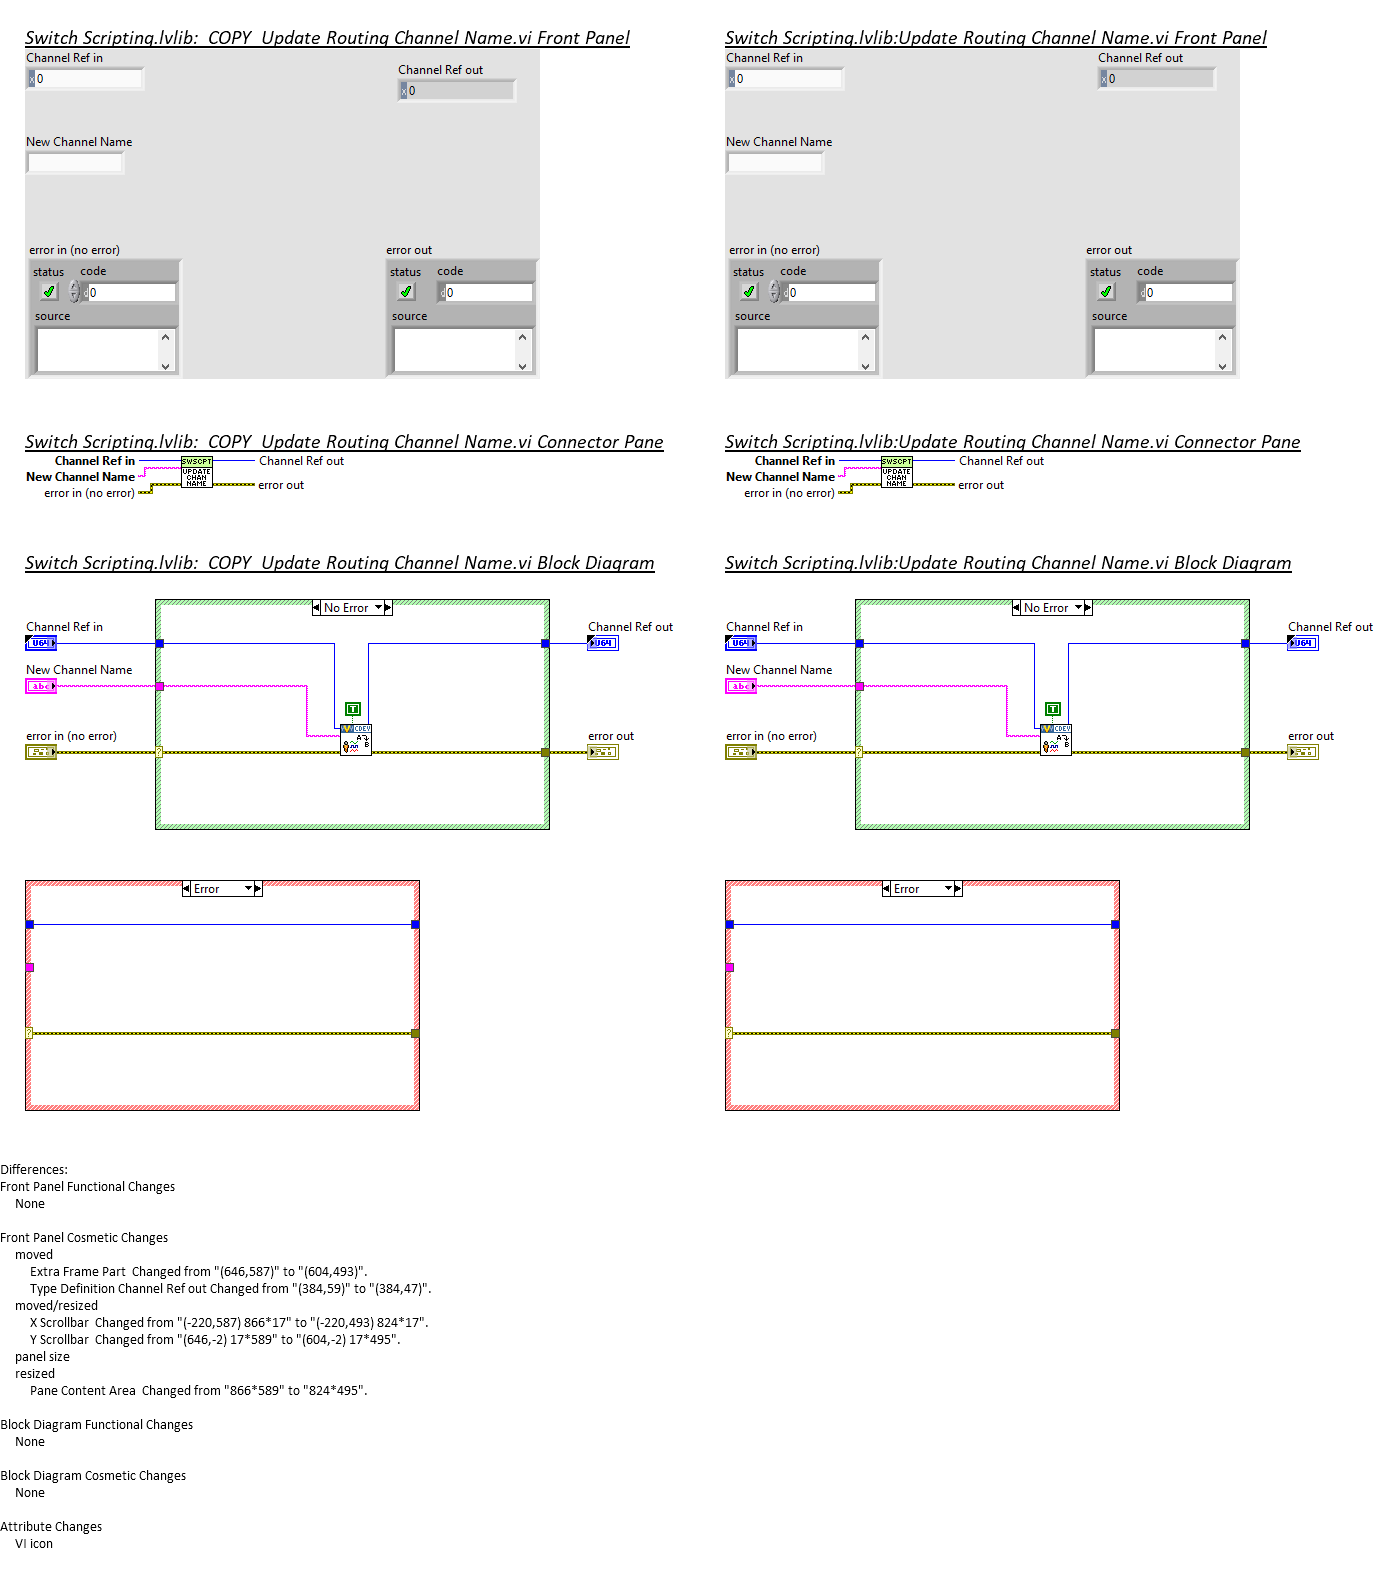 Switch Scripting.lvlib:  COPY  Update Routing Channel Name.vi Front Panel
Channel Ref in
x 0
Channel Ref out
x 0
New Channel Name
error in (no error)
status code
d 0
source
error out
status code
d 0
source
Switch Scripting.lvlib:Update Routing Channel Name.vi Front Panel
Channel Ref in
x 0
Channel Ref out
x 0
New Channel Name
error in (no error)
status code
d 0
source
error out
status code
d 0
source
Switch Scripting.lvlib:  COPY  Update Routing Channel Name.vi Connector Pane
Channel Ref in
New Channel Name
error in (no error)
SWSCPT
UPDATE
CHAN
NAME
Channel Ref out
error out
Switch Scripting.lvlib:Update Routing Channel Name.vi Connector Pane
Channel Ref in
New Channel Name
error in (no error)
SWSCPT
UPDATE
CHAN
NAME
Channel Ref out
error out
Switch Scripting.lvlib:  COPY  Update Routing Channel Name.vi Block Diagram
No Error
Channel Ref in
U64
Channel Ref out
U64
New Channel Name
abc
T
CDEV
A
B
error in (no error)
?
error out
Error
?
Switch Scripting.lvlib:Update Routing Channel Name.vi Block Diagram
No Error
Channel Ref in
U64
Channel Ref out
U64
New Channel Name
abc
T
CDEV
A
B
error in (no error)
?
error out
Error
?
Differences:
Front Panel Functional Changes
None
Front Panel Cosmetic Changes
moved
Extra Frame Part  Changed from "(646,587)" to "(604,493)".
Type Definition Channel Ref out Changed from "(384,59)" to "(384,47)".
moved/resized
X Scrollbar  Changed from "(-220,587) 866*17" to "(-220,493) 824*17".
Y Scrollbar  Changed from "(646,-2) 17*589" to "(604,-2) 17*495".
panel size
resized
Pane Content Area  Changed from "866*589" to "824*495".
Block Diagram Functional Changes
None
Block Diagram Cosmetic Changes
None
Attribute Changes
VI icon